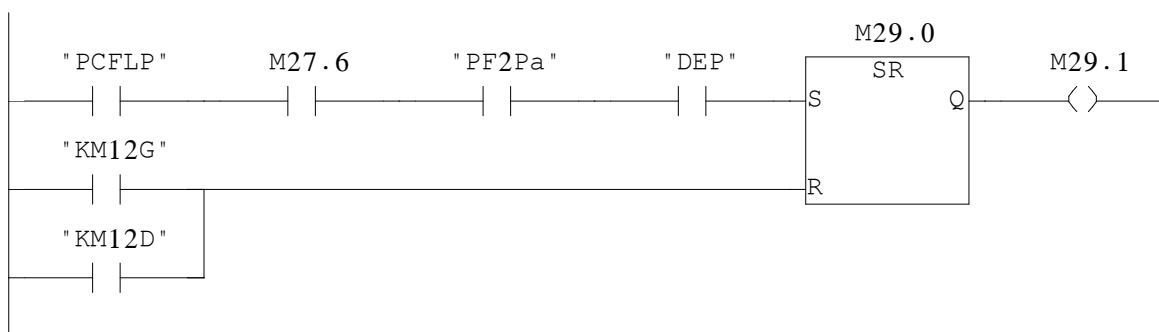 M29.0
"PCFLP" M27.6 "PF2Pa" "DEP" SR M29.1
S Q
"KM12G"
R
"KM12D"